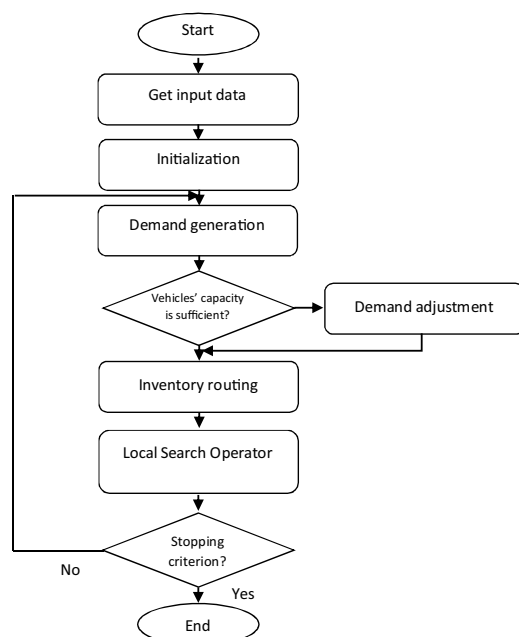 Start
Get input data
Initialization
Demand generation
Vehicles’ capacity
is sufficient?
Demand adjustment
Inventory routing
Local Search Operator
Stopping
criterion?
No
Yes
End